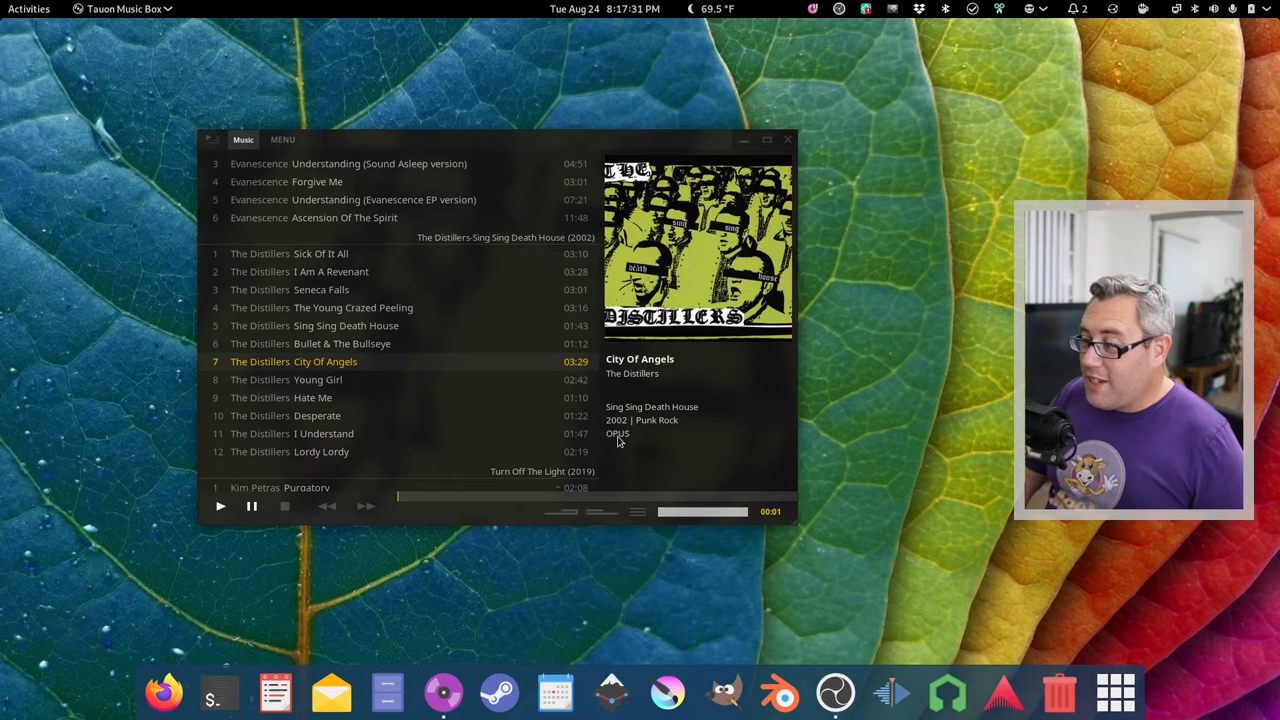 Activities
Tauon Music Box
Tue Aug 24 8:17:31 PM
69.5 °F
2
Music
MENU
3 Evanescence Understanding (Sound Asleep version) 04:51
4 Evanescence Forgive Me 03:01
5 Evanescence Understanding (Evanescence EP version) 07:21
6 Evanescence Ascension Of The Spirit 11:48
The Distillers-Sing Sing Death House (2002)
1 The Distillers Sick Of It All 03:10
2 The Distillers I Am A Revenant 03:28
3 The Distillers Seneca Falls 03:01
4 The Distillers The Young Crazed Peeling 03:16
5 The Distillers Sing Sing Death House 01:43
6 The Distillers Bullet & The Bullseye 01:12
7 The Distillers City Of Angels 03:29
8 The Distillers Young Girl 02:42
9 The Distillers Hate Me 01:10
10 The Distillers Desperate 01:22
11 The Distillers I Understand 01:47
12 The Distillers Lordy Lordy 02:19
Turn Off The Light (2019)
1 Kim Petras Purgatory 02:08
THE
sing
sing
death
house
DISTILLERS
City Of Angels
The Distillers
Sing Sing Death House
2002 | Punk Rock
OPUS
00:01
$_